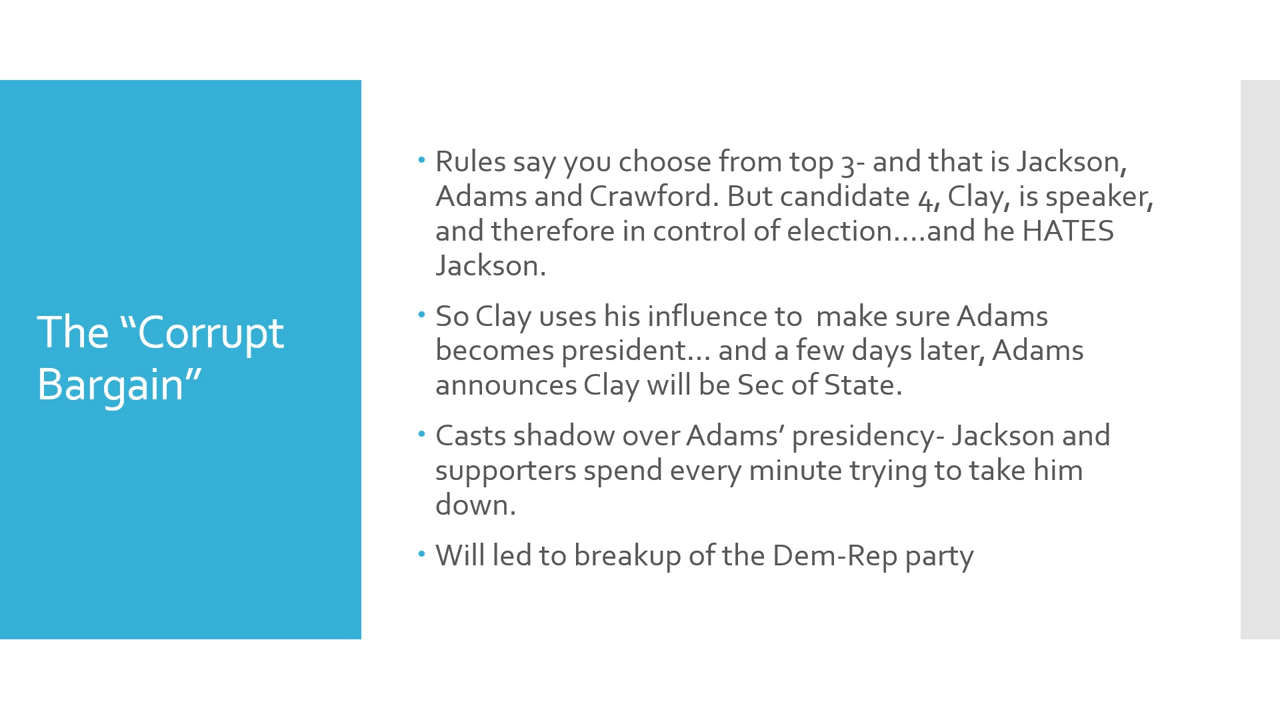 The “Corrupt
Bargain”
• Rules say you choose from top 3- and that is Jackson,
Adams and Crawford. But candidate 4, Clay, is speaker,
and therefore in control of election....and he HATES
Jackson.
• So Clay uses his influence to  make sure Adams
becomes president... and a few days later, Adams
announces Clay will be Sec of State.
• Casts shadow over Adams’ presidency- Jackson and
supporters spend every minute trying to take him
down.
• Will led to breakup of the Dem-Rep party